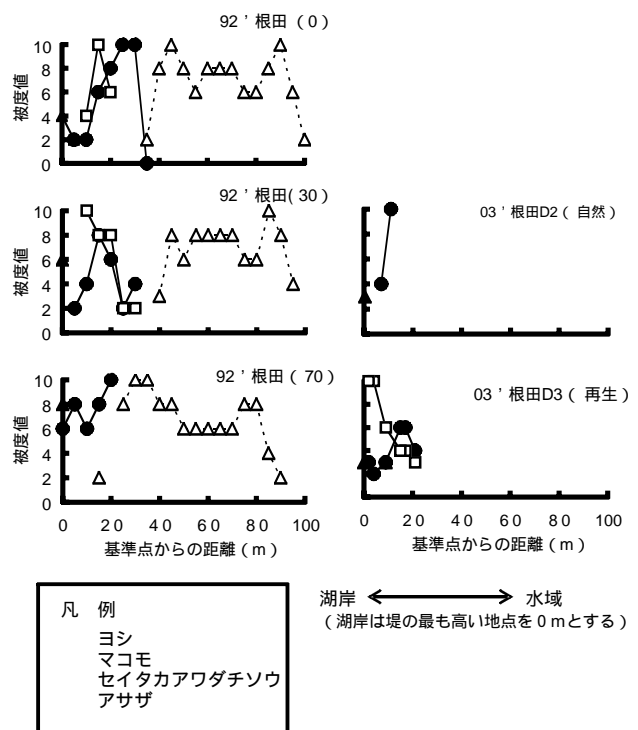 92’根田（0）
10
8
6
4
2
0
被度値
92’根田(30)
10
8
6
4
2
0
被度値
03’根田D2（自然）
92’根田（70）
10
8
6
4
2
0
被度値
0 20 40 60 80 100
基準点からの距離（m）
03’根田D3（再生）
0 20 40 60 80 100
基準点からの距離（m）
凡 例
ヨシ
マコモ
セイタカアワダチソウ
アサザ
湖岸 水域
（湖岸は堤の最も高い地点を０ｍとする）